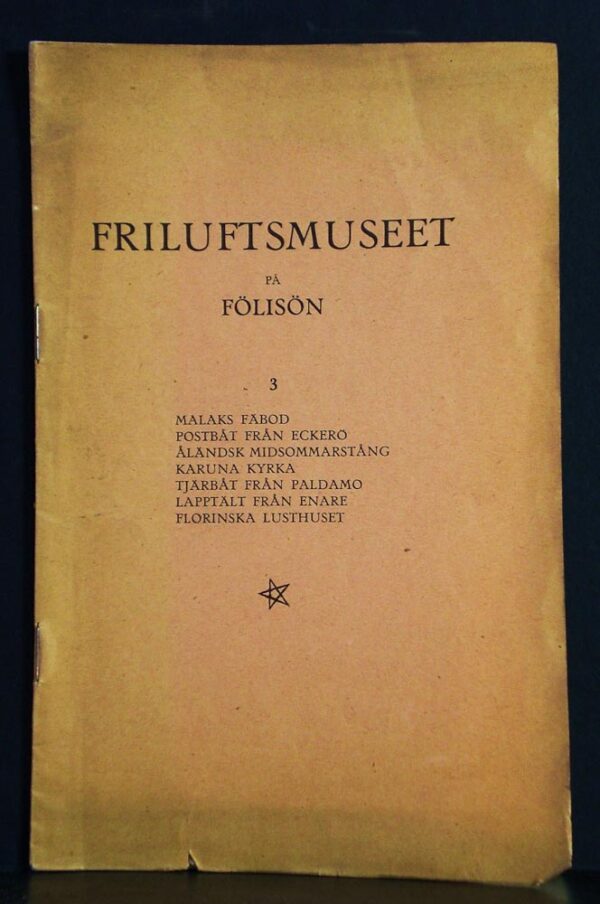 FRILUFTSMUSEET
PÅ
FÖLISÖN
3
MALAKS FÄBOD
POSTBÅT FRÅN ECKERÖ
ÅLÄNDSK MIDSOMMARSTÅNG
KARUNA KYRKA
TJÄRBÅT FRÅN PALDAMO
LAPPTÄLT FRÅN ENARE
FLORINSKA LUSTHUSET